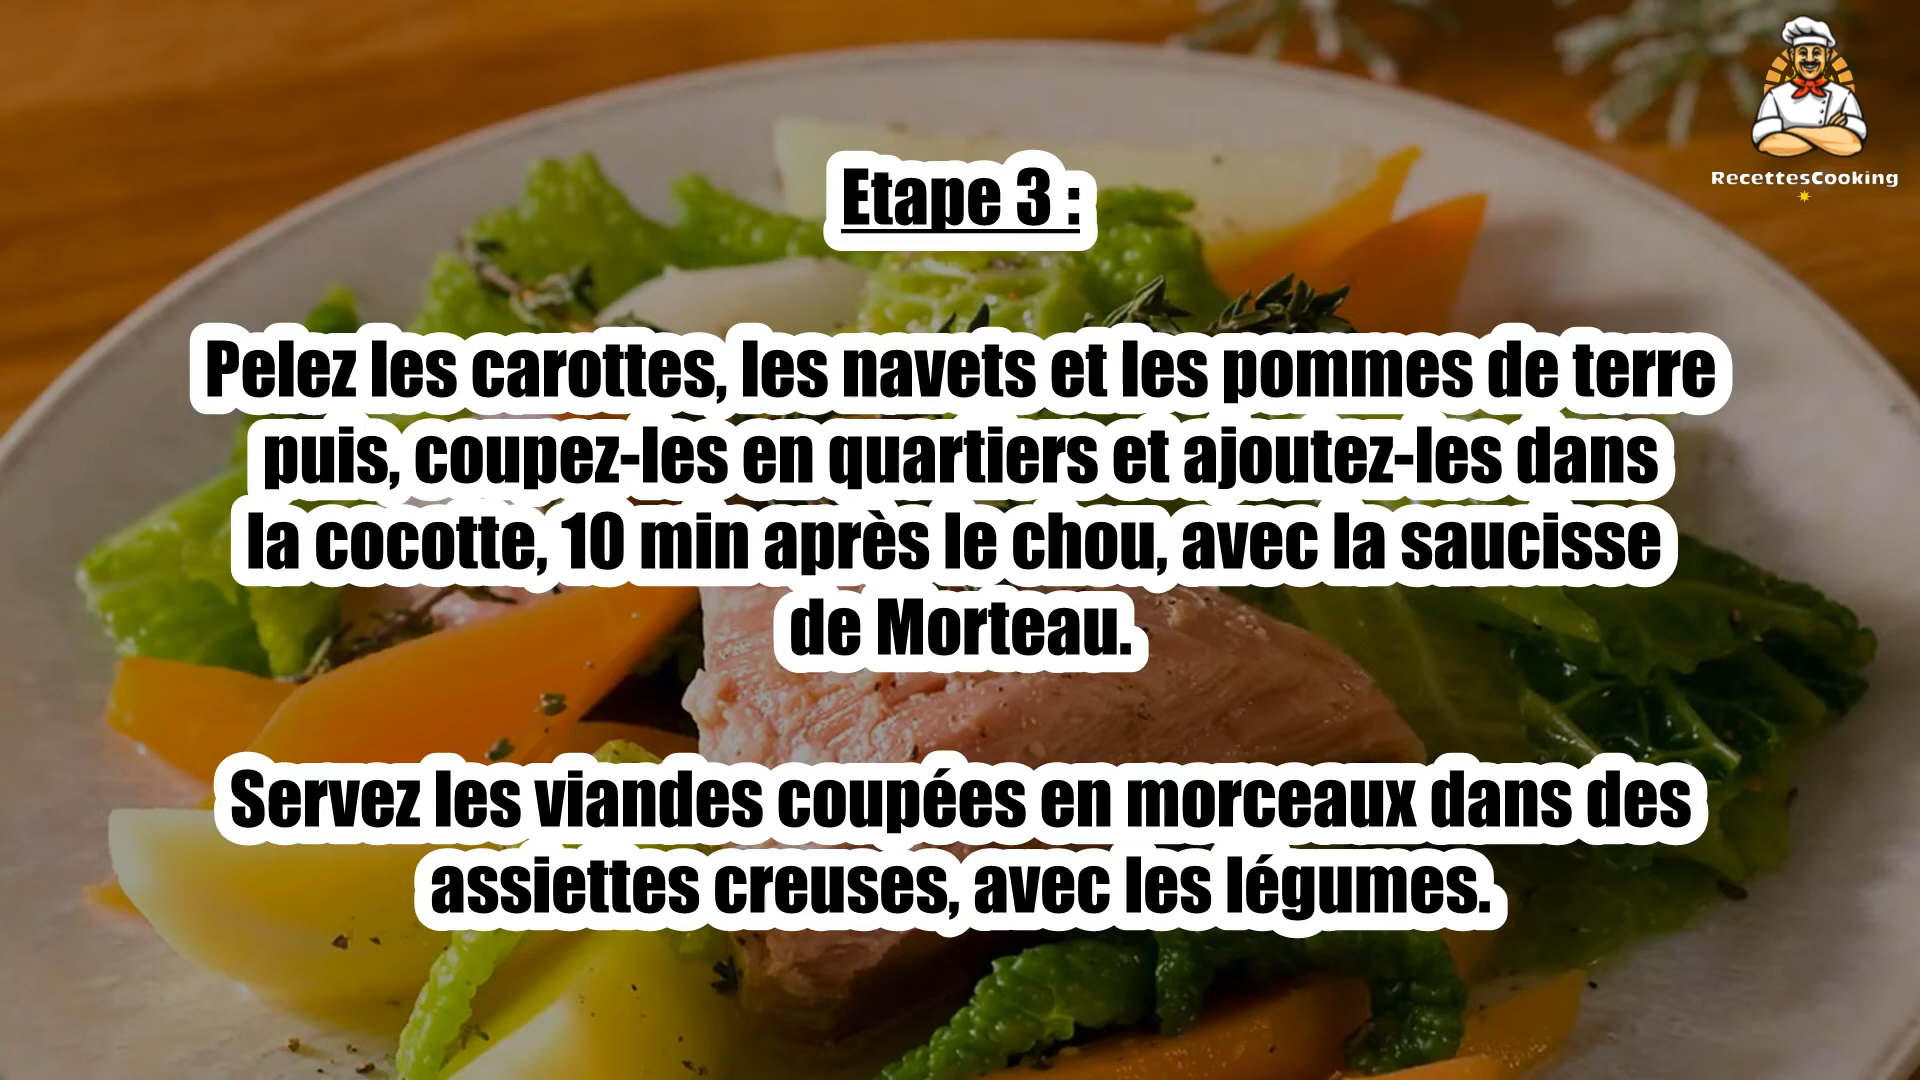 RecettesCooking
Etape 3 :
Pelez les carottes, les navets et les pommes de terre
puis, coupez-les en quartiers et ajoutez-les dans
la cocotte, 10 min après le chou, avec la saucisse
de Morteau.
Servez les viandes coupées en morceaux dans des
assiettes creuses, avec les légumes.